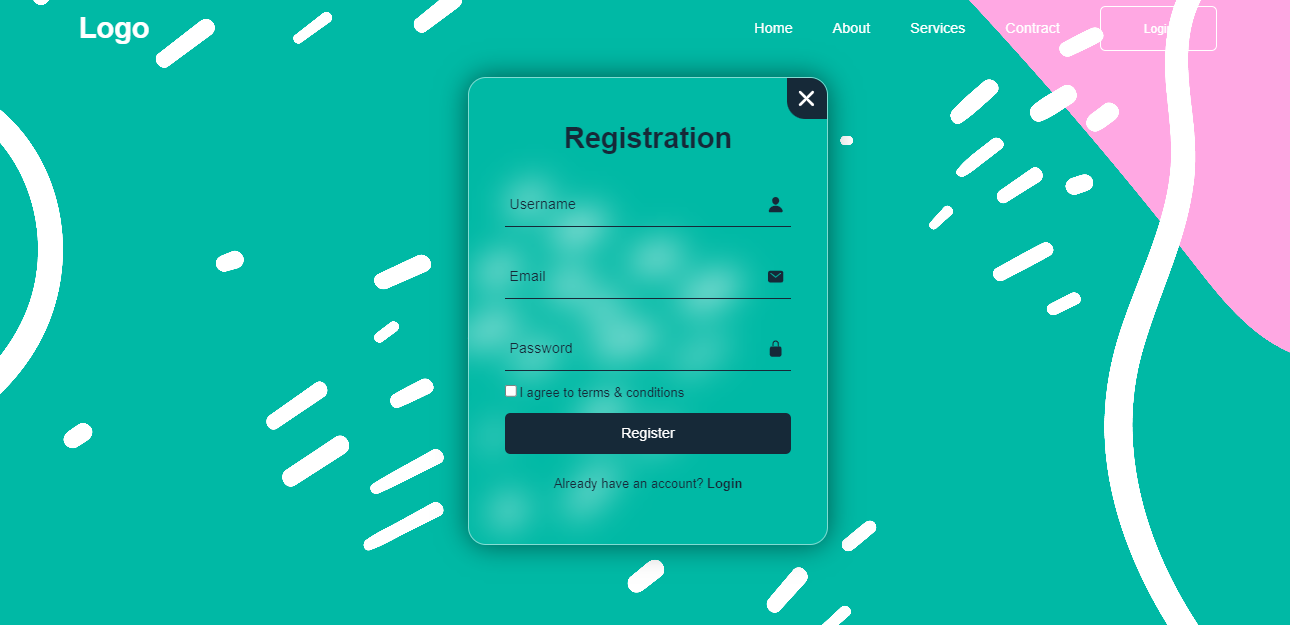 Logo
Home About Services Contract Login
Registration
Username
Email
Password
I agree to terms & conditions
Register
Already have an account? Login